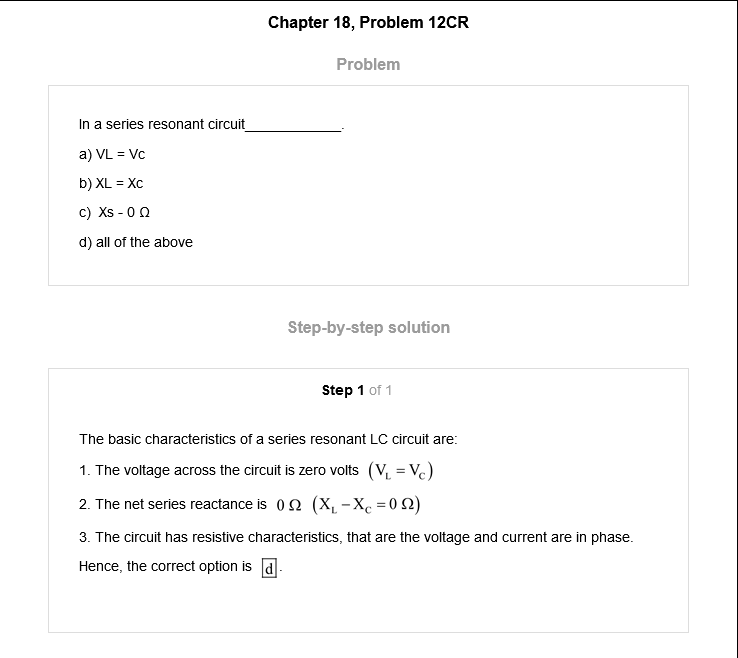 Chapter 18, Problem 12CR
Problem
In a series resonant circuit____________.
a) VL = Vc
b) XL = Xc
c) Xs - 0 Ω
d) all of the above
Step-by-step solution
Step 1 of 1
The basic characteristics of a series resonant LC circuit are:
1. The voltage across the circuit is zero volts (V_L = V_C)
2. The net series reactance is 0 Ω (X_L − X_C = 0 Ω)
3. The circuit has resistive characteristics, that are the voltage and current are in phase.
Hence, the correct option is d.